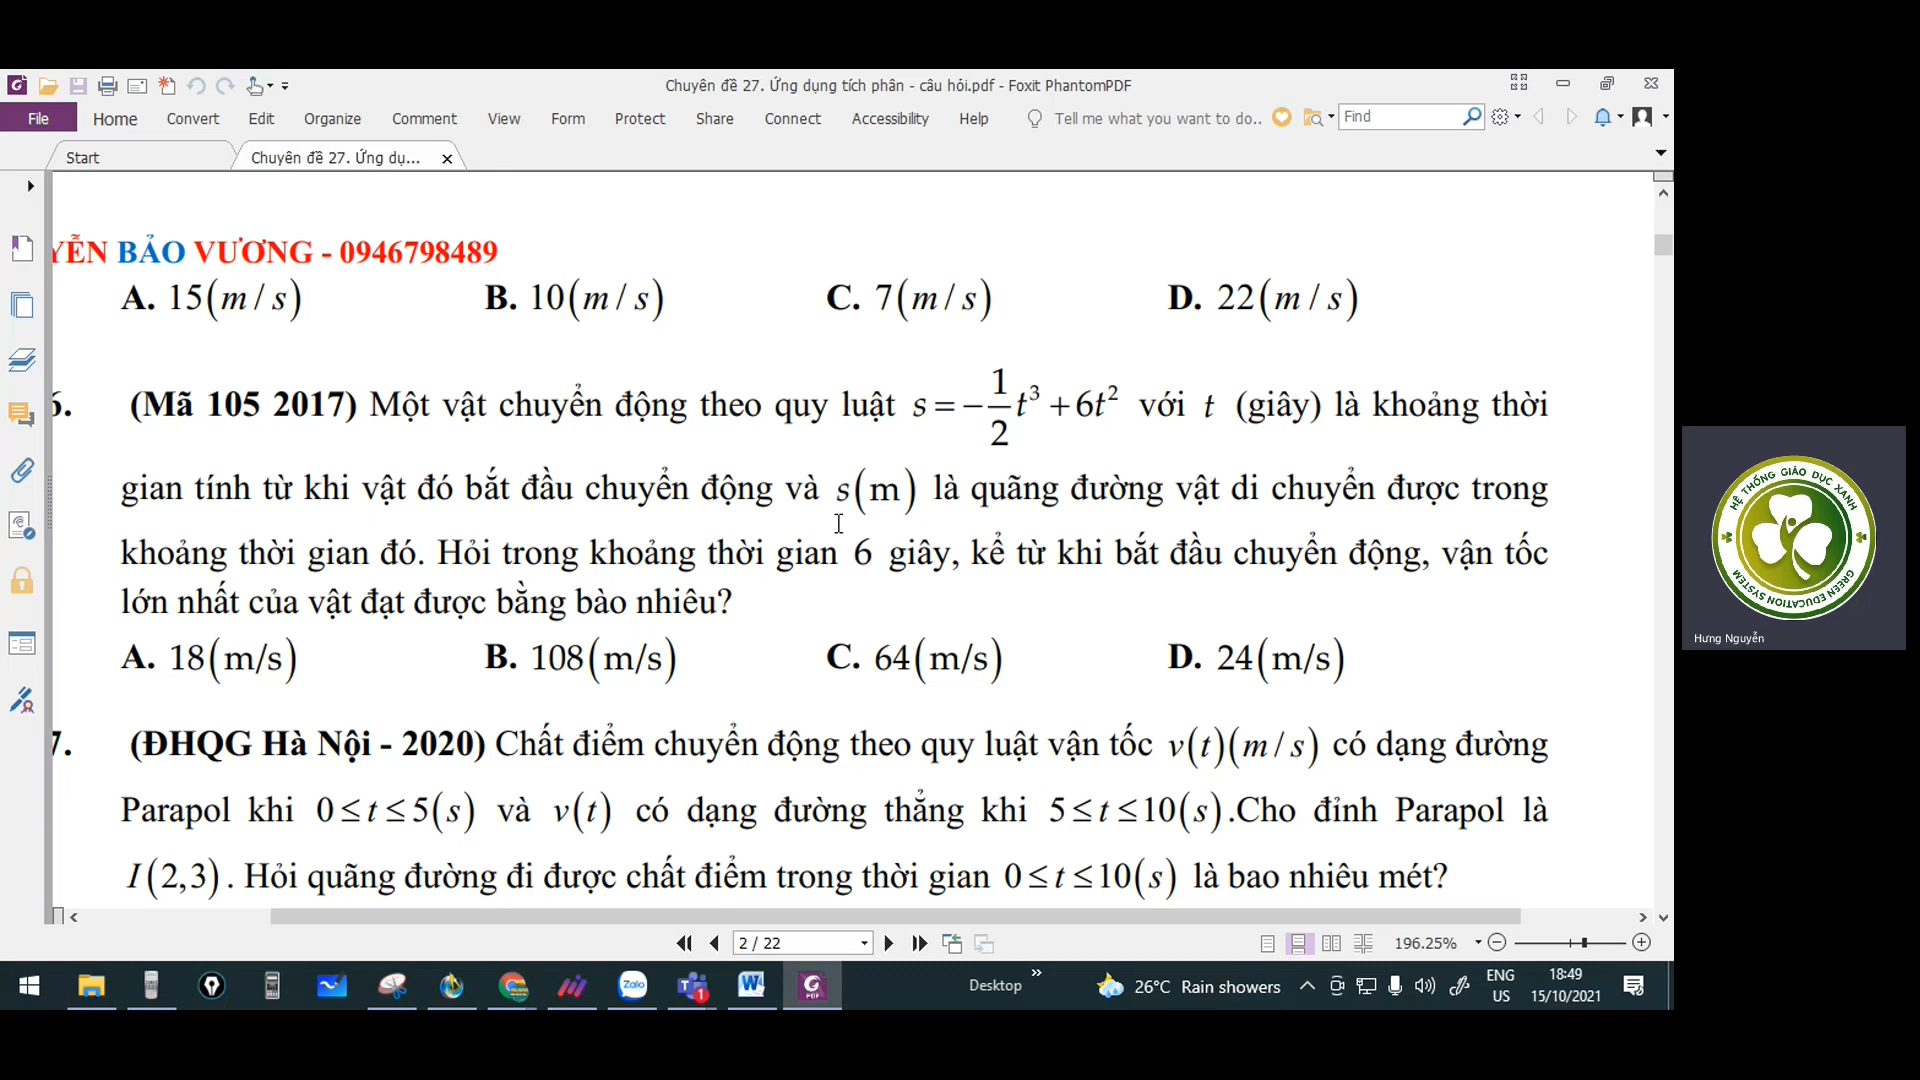 Chuyên đề 27. Ứng dụng tích phân - câu hỏi.pdf - Foxit PhantomPDF
File Home Convert Edit Organize Comment View Form Protect Share Connect Accessibility Help Tell me what you want to do.. Find
Start Chuyên đề 27. Ứng dụ...
YỄN BẢO VƯƠNG - 0946798489
A. 15(m/s) B. 10(m/s) C. 7(m/s) D. 22(m/s)
6. (Mã 105 2017) Một vật chuyển động theo quy luật s = -1/2 t³ + 6t² với t (giây) là khoảng thời
gian tính từ khi vật đó bắt đầu chuyển động và s(m) là quãng đường vật di chuyển được trong
khoảng thời gian đó. Hỏi trong khoảng thời gian 6 giây, kể từ khi bắt đầu chuyển động, vận tốc
lớn nhất của vật đạt được bằng bào nhiêu?
A. 18(m/s) B. 108(m/s) C. 64(m/s) D. 24(m/s)
7. (ĐHQG Hà Nội - 2020) Chất điểm chuyển động theo quy luật vận tốc v(t)(m/s) có dạng đường
Parapol khi 0≤t≤5(s) và v(t) có dạng đường thẳng khi 5≤t≤10(s).Cho đỉnh Parapol là
I(2,3). Hỏi quãng đường đi được chất điểm trong thời gian 0≤t≤10(s) là bao nhiêu mét?
2 / 22 196.25%
Zalo 1 W PDF Desktop 26°C Rain showers ENG US 18:49 15/10/2021
HỆ THỐNG GIÁO DỤC XANH
GREEN EDUCATION SYSTEM
Hưng Nguyễn